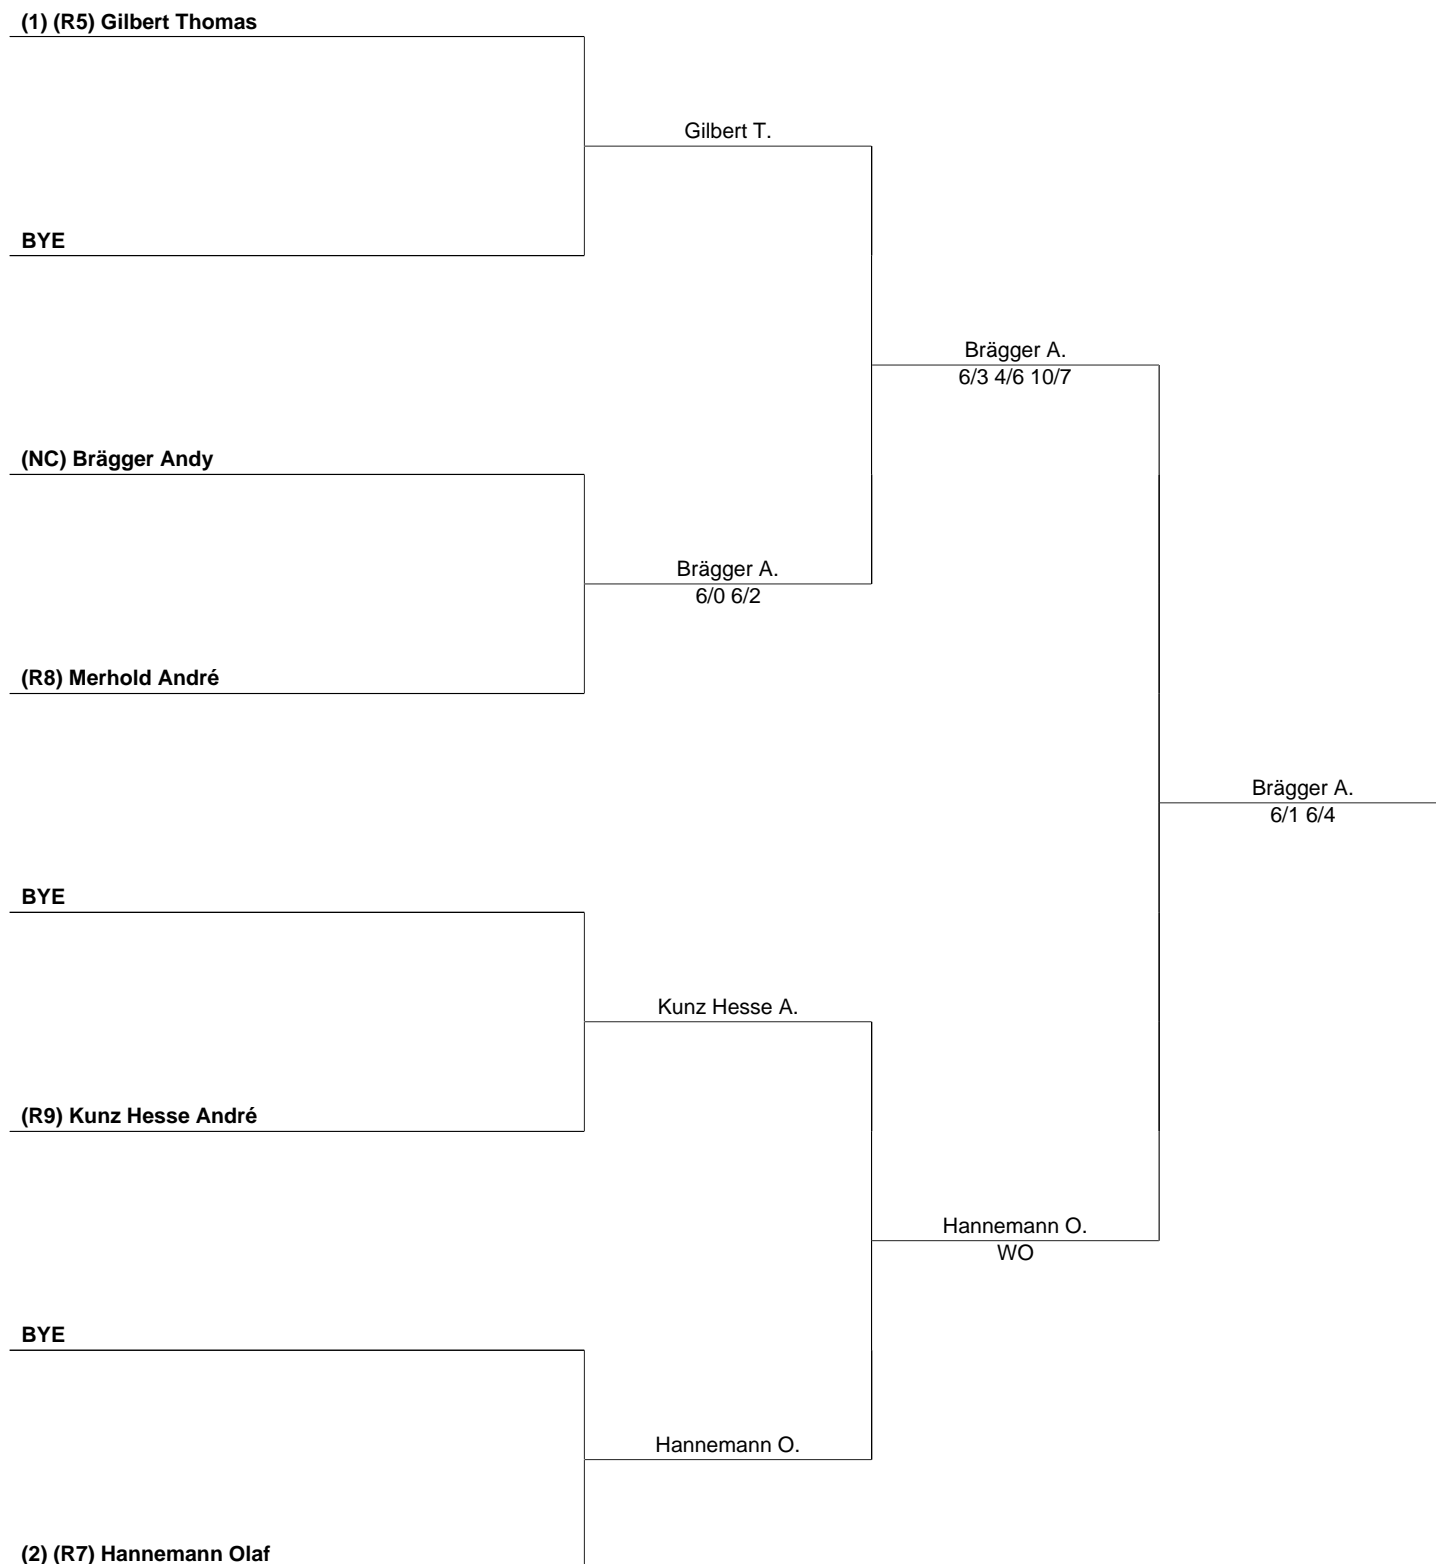 (1) (R5) Gilbert Thomas
Gilbert T.
BYE
Brägger A.
6/3 4/6 10/7
(NC) Brägger Andy
Brägger A.
6/0 6/2
(R8) Merhold André
Brägger A.
6/1 6/4
BYE
Kunz Hesse A.
(R9) Kunz Hesse André
Hannemann O.
WO
BYE
Hannemann O.
(2) (R7) Hannemann Olaf